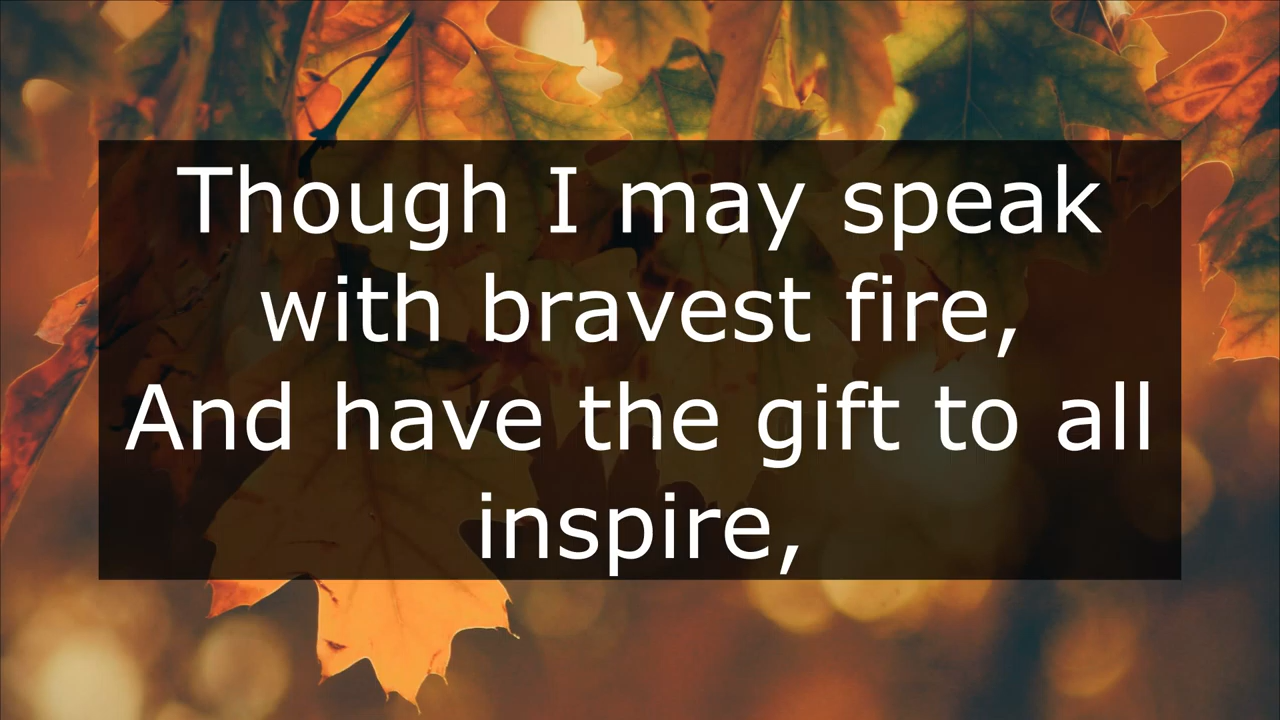 Though I may speak
with bravest fire,
And have the gift to all
inspire,